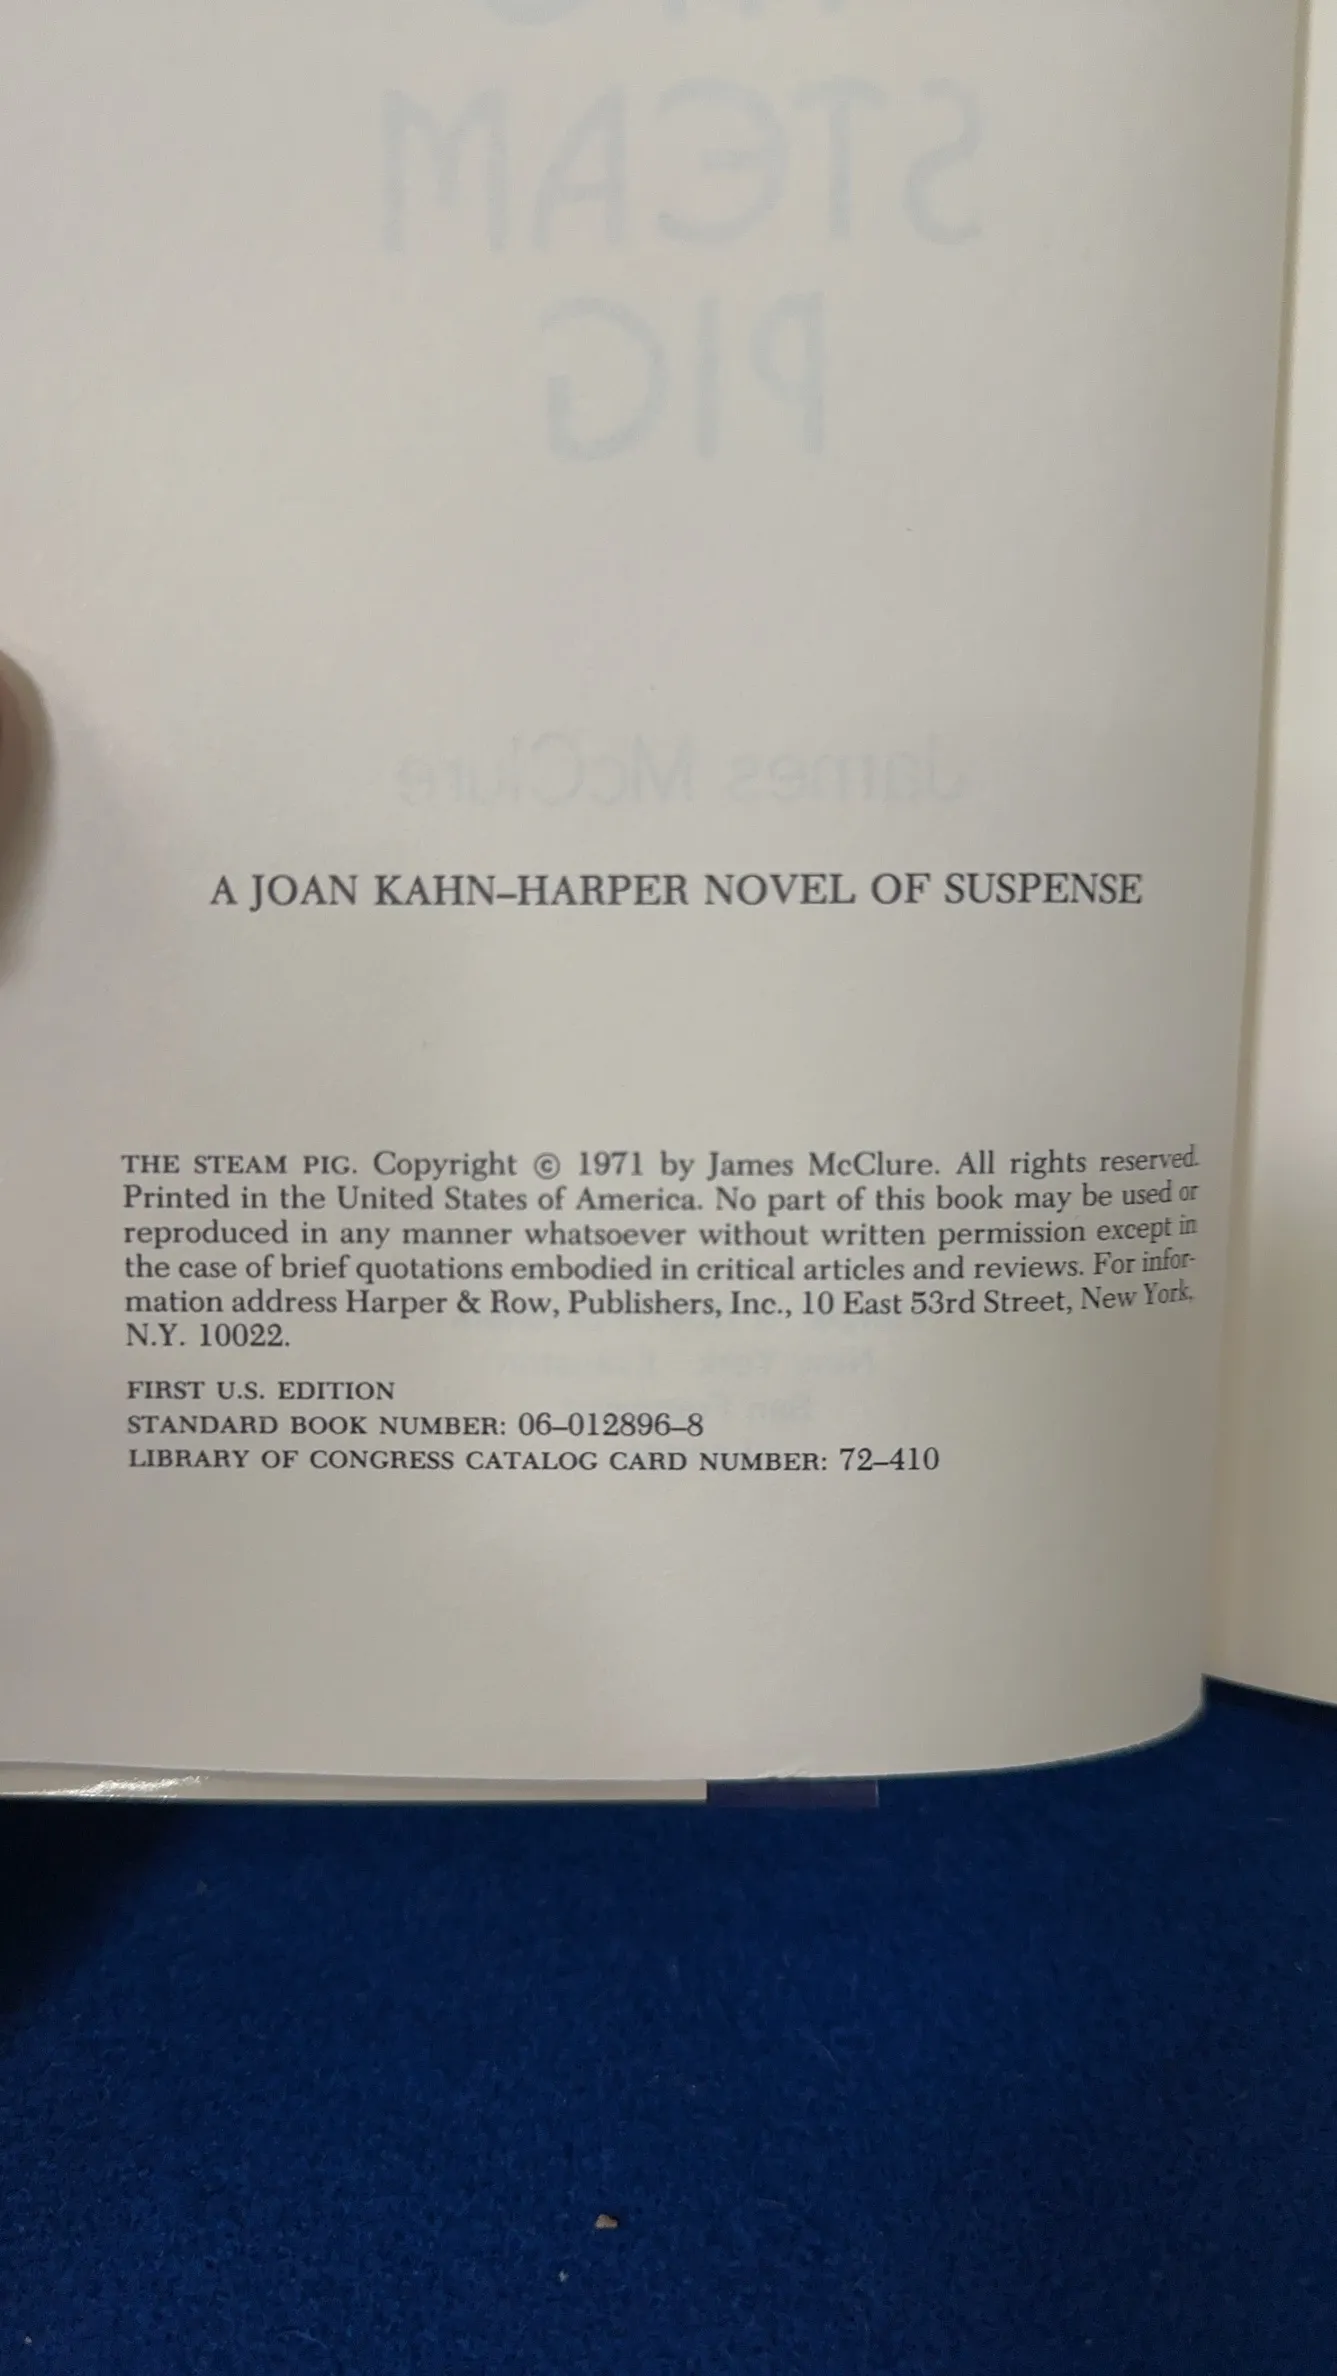 STEAM
PIG
James McClure
A JOAN KAHN–HARPER NOVEL OF SUSPENSE
THE STEAM PIG. Copyright © 1971 by James McClure. All rights reserved.
Printed in the United States of America. No part of this book may be used or
reproduced in any manner whatsoever without written permission except in
the case of brief quotations embodied in critical articles and reviews. For infor-
mation address Harper & Row, Publishers, Inc., 10 East 53rd Street, New York,
N.Y. 10022.
FIRST U.S. EDITION
STANDARD BOOK NUMBER: 06–012896–8
LIBRARY OF CONGRESS CATALOG CARD NUMBER: 72–410